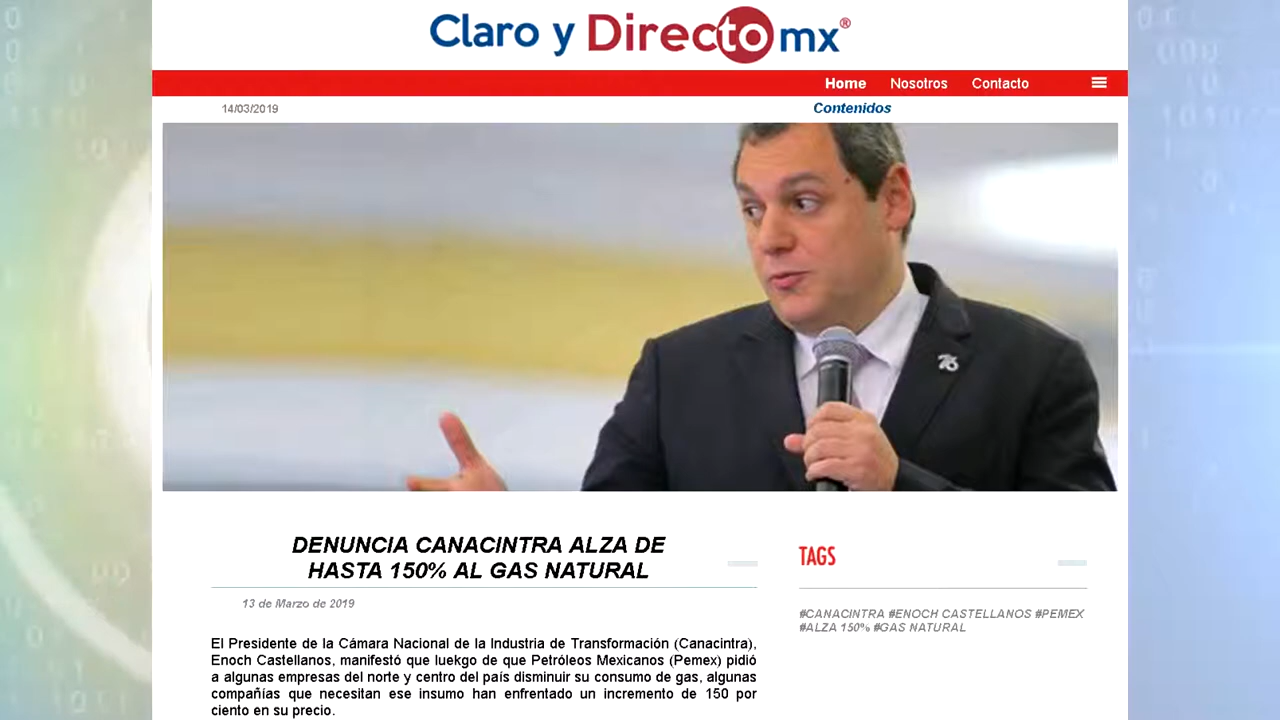 Claro y Directo mx®
Home Nosotros Contacto
14/03/2019
Contenidos
DENUNCIA CANACINTRA ALZA DE
HASTA 150% AL GAS NATURAL
13 de Marzo de 2019
El Presidente de la Cámara Nacional de la Industria de Transformación (Canacintra),
Enoch Castellanos, manifestó que luekgo de que Petróleos Mexicanos (Pemex) pidió
a algunas empresas del norte y centro del país disminuir su consumo de gas, algunas
compañías que necesitan ese insumo han enfrentado un incremento de 150 por
ciento en su precio.
TAGS
#CANACINTRA #ENOCH CASTELLANOS #PEMEX
#ALZA 150% #GAS NATURAL